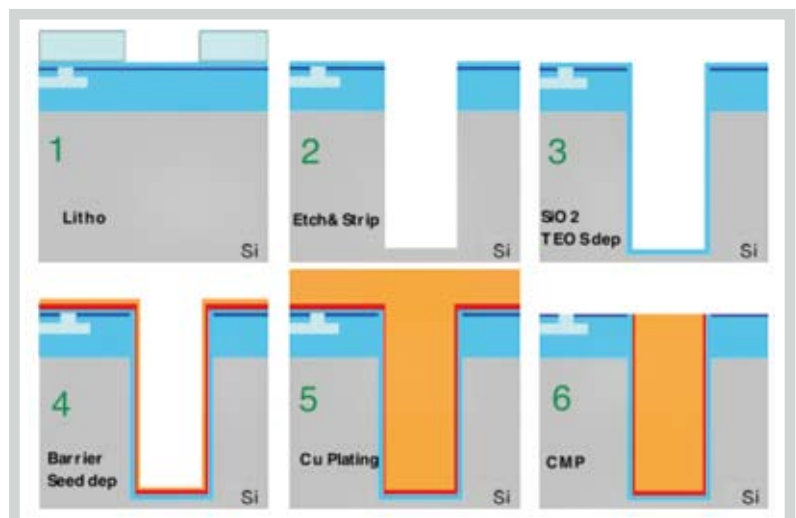 1
Litho
Si
2
Etch& Strip
3
SiO 2
TEO Sdep
Si
4
Barrier
Seed dep
Si
5
Cu Plating
Si
6
CMP
Si